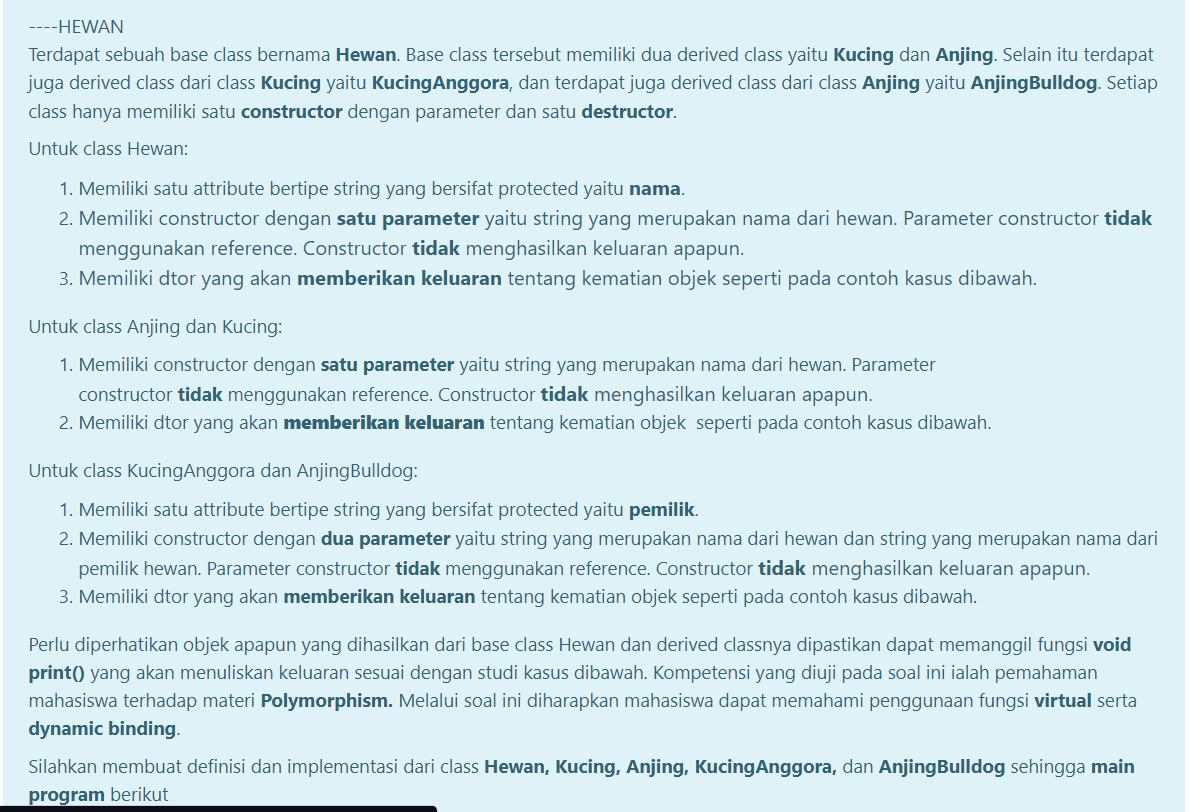 ----HEWAN
Terdapat sebuah base class bernama Hewan. Base class tersebut memiliki dua derived class yaitu Kucing dan Anjing. Selain itu terdapat
juga derived class dari class Kucing yaitu KucingAnggora, dan terdapat juga derived class dari class Anjing yaitu AnjingBulldog. Setiap
class hanya memiliki satu constructor dengan parameter dan satu destructor.
Untuk class Hewan:
1. Memiliki satu attribute bertipe string yang bersifat protected yaitu nama.
2. Memiliki constructor dengan satu parameter yaitu string yang merupakan nama dari hewan. Parameter constructor tidak
menggunakan reference. Constructor tidak menghasilkan keluaran apapun.
3. Memiliki dtor yang akan memberikan keluaran tentang kematian objek seperti pada contoh kasus dibawah.
Untuk class Anjing dan Kucing:
1. Memiliki constructor dengan satu parameter yaitu string yang merupakan nama dari hewan. Parameter
constructor tidak menggunakan reference. Constructor tidak menghasilkan keluaran apapun.
2. Memiliki dtor yang akan memberikan keluaran tentang kematian objek  seperti pada contoh kasus dibawah.
Untuk class KucingAnggora dan AnjingBulldog:
1. Memiliki satu attribute bertipe string yang bersifat protected yaitu pemilik.
2. Memiliki constructor dengan dua parameter yaitu string yang merupakan nama dari hewan dan string yang merupakan nama dari
pemilik hewan. Parameter constructor tidak menggunakan reference. Constructor tidak menghasilkan keluaran apapun.
3. Memiliki dtor yang akan memberikan keluaran tentang kematian objek seperti pada contoh kasus dibawah.
Perlu diperhatikan objek apapun yang dihasilkan dari base class Hewan dan derived classnya dipastikan dapat memanggil fungsi void
print() yang akan menuliskan keluaran sesuai dengan studi kasus dibawah. Kompetensi yang diuji pada soal ini ialah pemahaman
mahasiswa terhadap materi Polymorphism. Melalui soal ini diharapkan mahasiswa dapat memahami penggunaan fungsi virtual serta
dynamic binding.
Silahkan membuat definisi dan implementasi dari class Hewan, Kucing, Anjing, KucingAnggora, dan AnjingBulldog sehingga main
program berikut